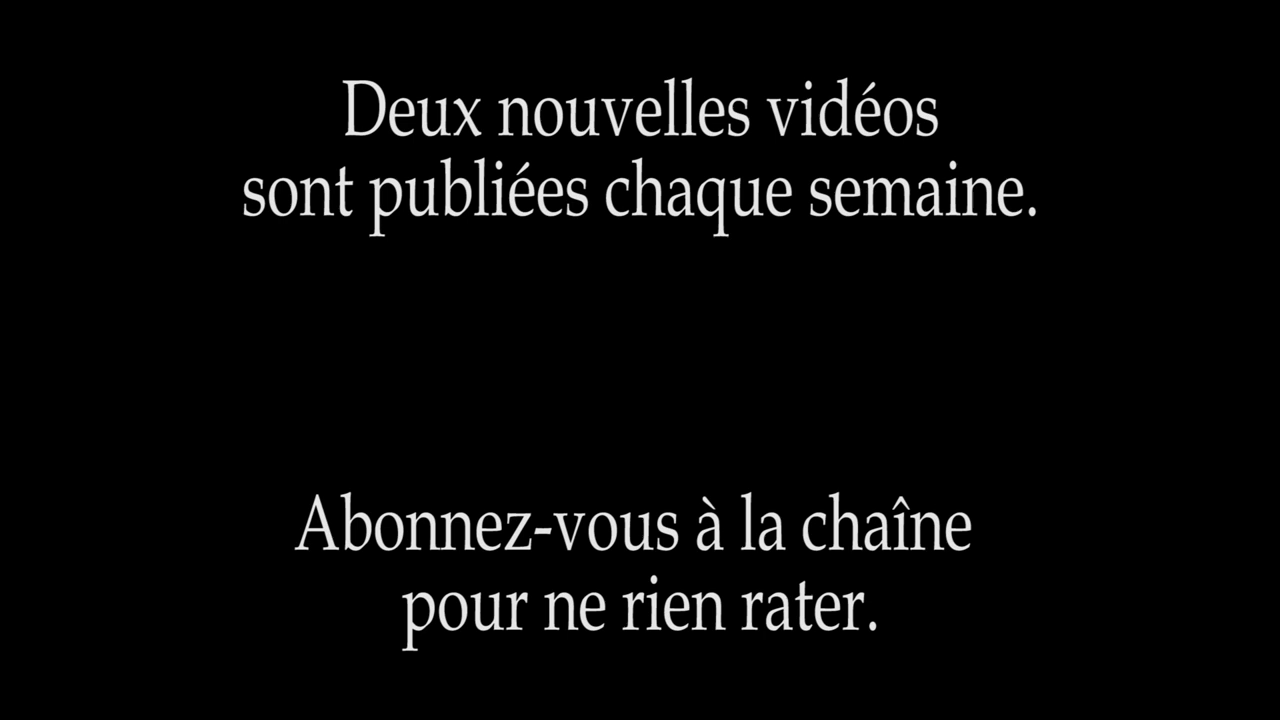 Deux nouvelles vidéos
sont publiées chaque semaine.
Abonnez-vous à la chaîne
pour ne rien rater.